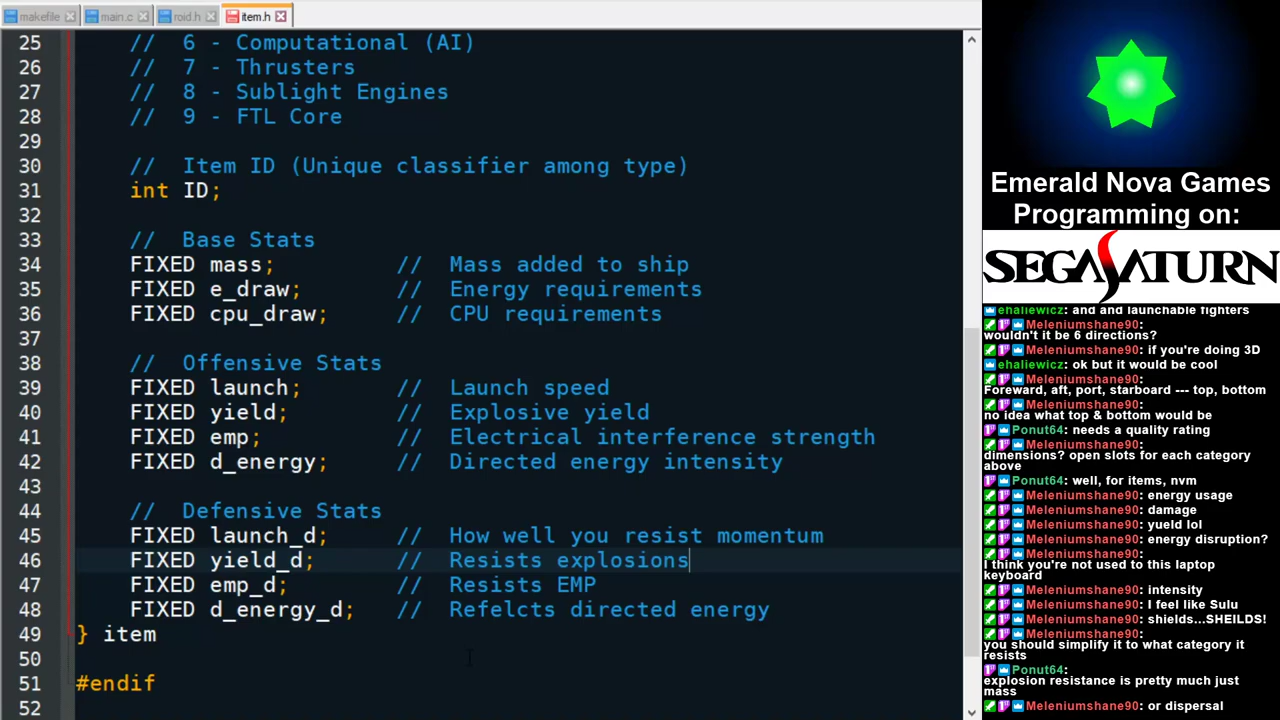 makefile
main.c
roid.h
item.h
25 // 6 - Computational (AI)
26 // 7 - Thrusters
27 // 8 - Sublight Engines
28 // 9 - FTL Core
29
30 // Item ID (Unique classifier among type)
31 int ID;
32
33 // Base Stats
34 FIXED mass; // Mass added to ship
35 FIXED e_draw; // Energy requirements
36 FIXED cpu_draw; // CPU requirements
37
38 // Offensive Stats
39 FIXED launch; // Launch speed
40 FIXED yield; // Explosive yield
41 FIXED emp; // Electrical interference strength
42 FIXED d_energy; // Directed energy intensity
43
44 // Defensive Stats
45 FIXED launch_d; // How well you resist momentum
46 FIXED yield_d; // Resists explosions
47 FIXED emp_d; // Resists EMP
48 FIXED d_energy_d; // Refelcts directed energy
49 } item
50
51 #endif
52
Emerald Nova Games
Programming on:
SEGA SATURN
ehaliewicz: and and launchable fighters
Meleniumshane90:
wouldn't it be 6 directions?
Meleniumshane90: if you're doing 3D
ehaliewicz: ok but it would be cool
Meleniumshane90:
Foreward, aft, port, starboard --- top, bottom
Meleniumshane90:
no idea what top & bottom would be
Ponut64: needs a quality rating
Meleniumshane90:
dimensions? open slots for each category
above
Ponut64: well, for items, nvm
Meleniumshane90: energy usage
Meleniumshane90: damage
Meleniumshane90: yueld lol
Meleniumshane90: energy disruption?
Meleniumshane90:
I think you're not used to this laptop
keyboard
Meleniumshane90: intensity
Meleniumshane90: I feel like Sulu
Meleniumshane90: shields...SHEILDS!
Meleniumshane90:
you should simplify it to what category it
resists
Ponut64:
explosion resistance is pretty much just
mass
Meleniumshane90: or dispersal